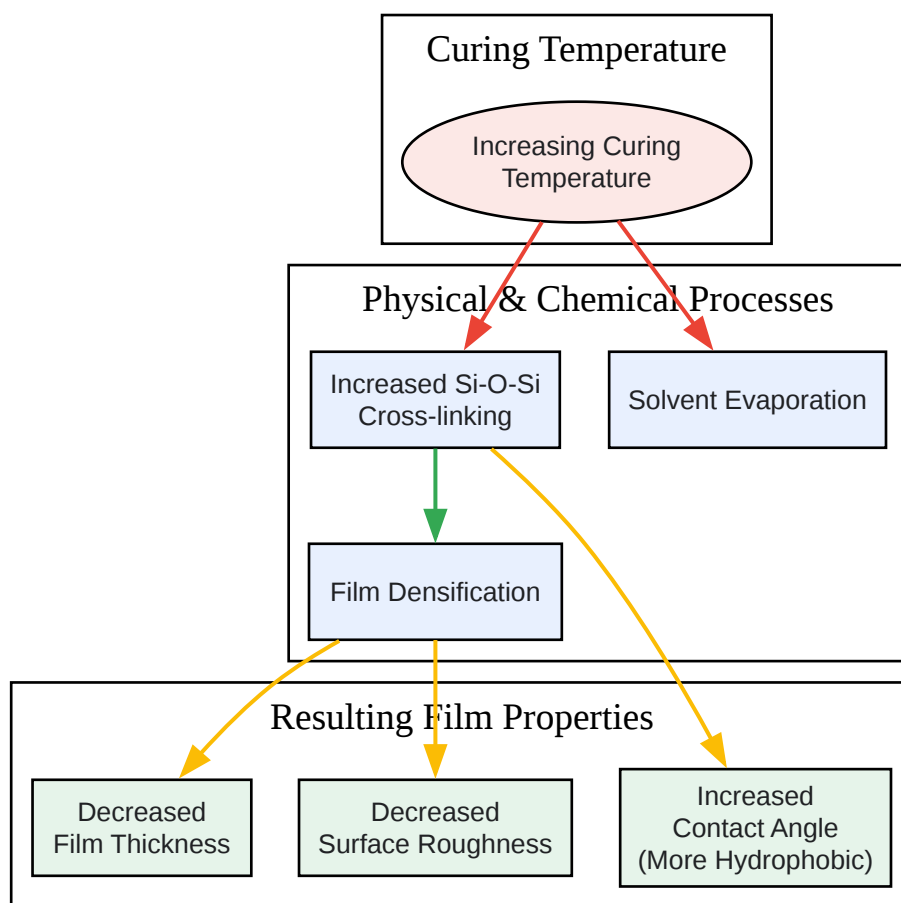 Curing Temperature
Increasing Curing
Temperature
Physical & Chemical Processes
Increased Si-O-Si
Cross-linking
Solvent Evaporation
Film Densification
Resulting Film Properties
Decreased
Film Thickness
Decreased
Surface Roughness
Increased
Contact Angle
(More Hydrophobic)